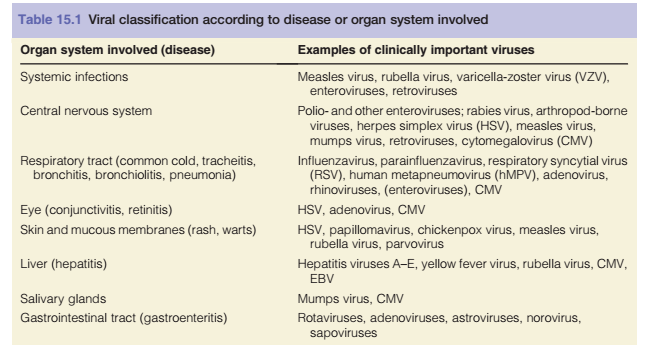 Table 15.1 Viral classification according to disease or organ system involved
Organ system involved (disease) Examples of clinically important viruses
Systemic infections Measles virus, rubella virus, varicella-zoster virus (VZV),
enteroviruses, retroviruses
Central nervous system Polio- and other enteroviruses; rabies virus, arthropod-borne
viruses, herpes simplex virus (HSV), measles virus,
mumps virus, retroviruses, cytomegalovirus (CMV)
Respiratory tract (common cold, tracheitis, Influenzavirus, parainfluenzavirus, respiratory syncytial virus
bronchitis, bronchiolitis, pneumonia) (RSV), human metapneumovirus (hMPV), adenovirus,
rhinoviruses, (enteroviruses), CMV
Eye (conjunctivitis, retinitis) HSV, adenovirus, CMV
Skin and mucous membranes (rash, warts) HSV, papillomavirus, chickenpox virus, measles virus,
rubella virus, parvovirus
Liver (hepatitis) Hepatitis viruses A–E, yellow fever virus, rubella virus, CMV,
EBV
Salivary glands Mumps virus, CMV
Gastrointestinal tract (gastroenteritis) Rotaviruses, adenoviruses, astroviruses, norovirus,
sapoviruses